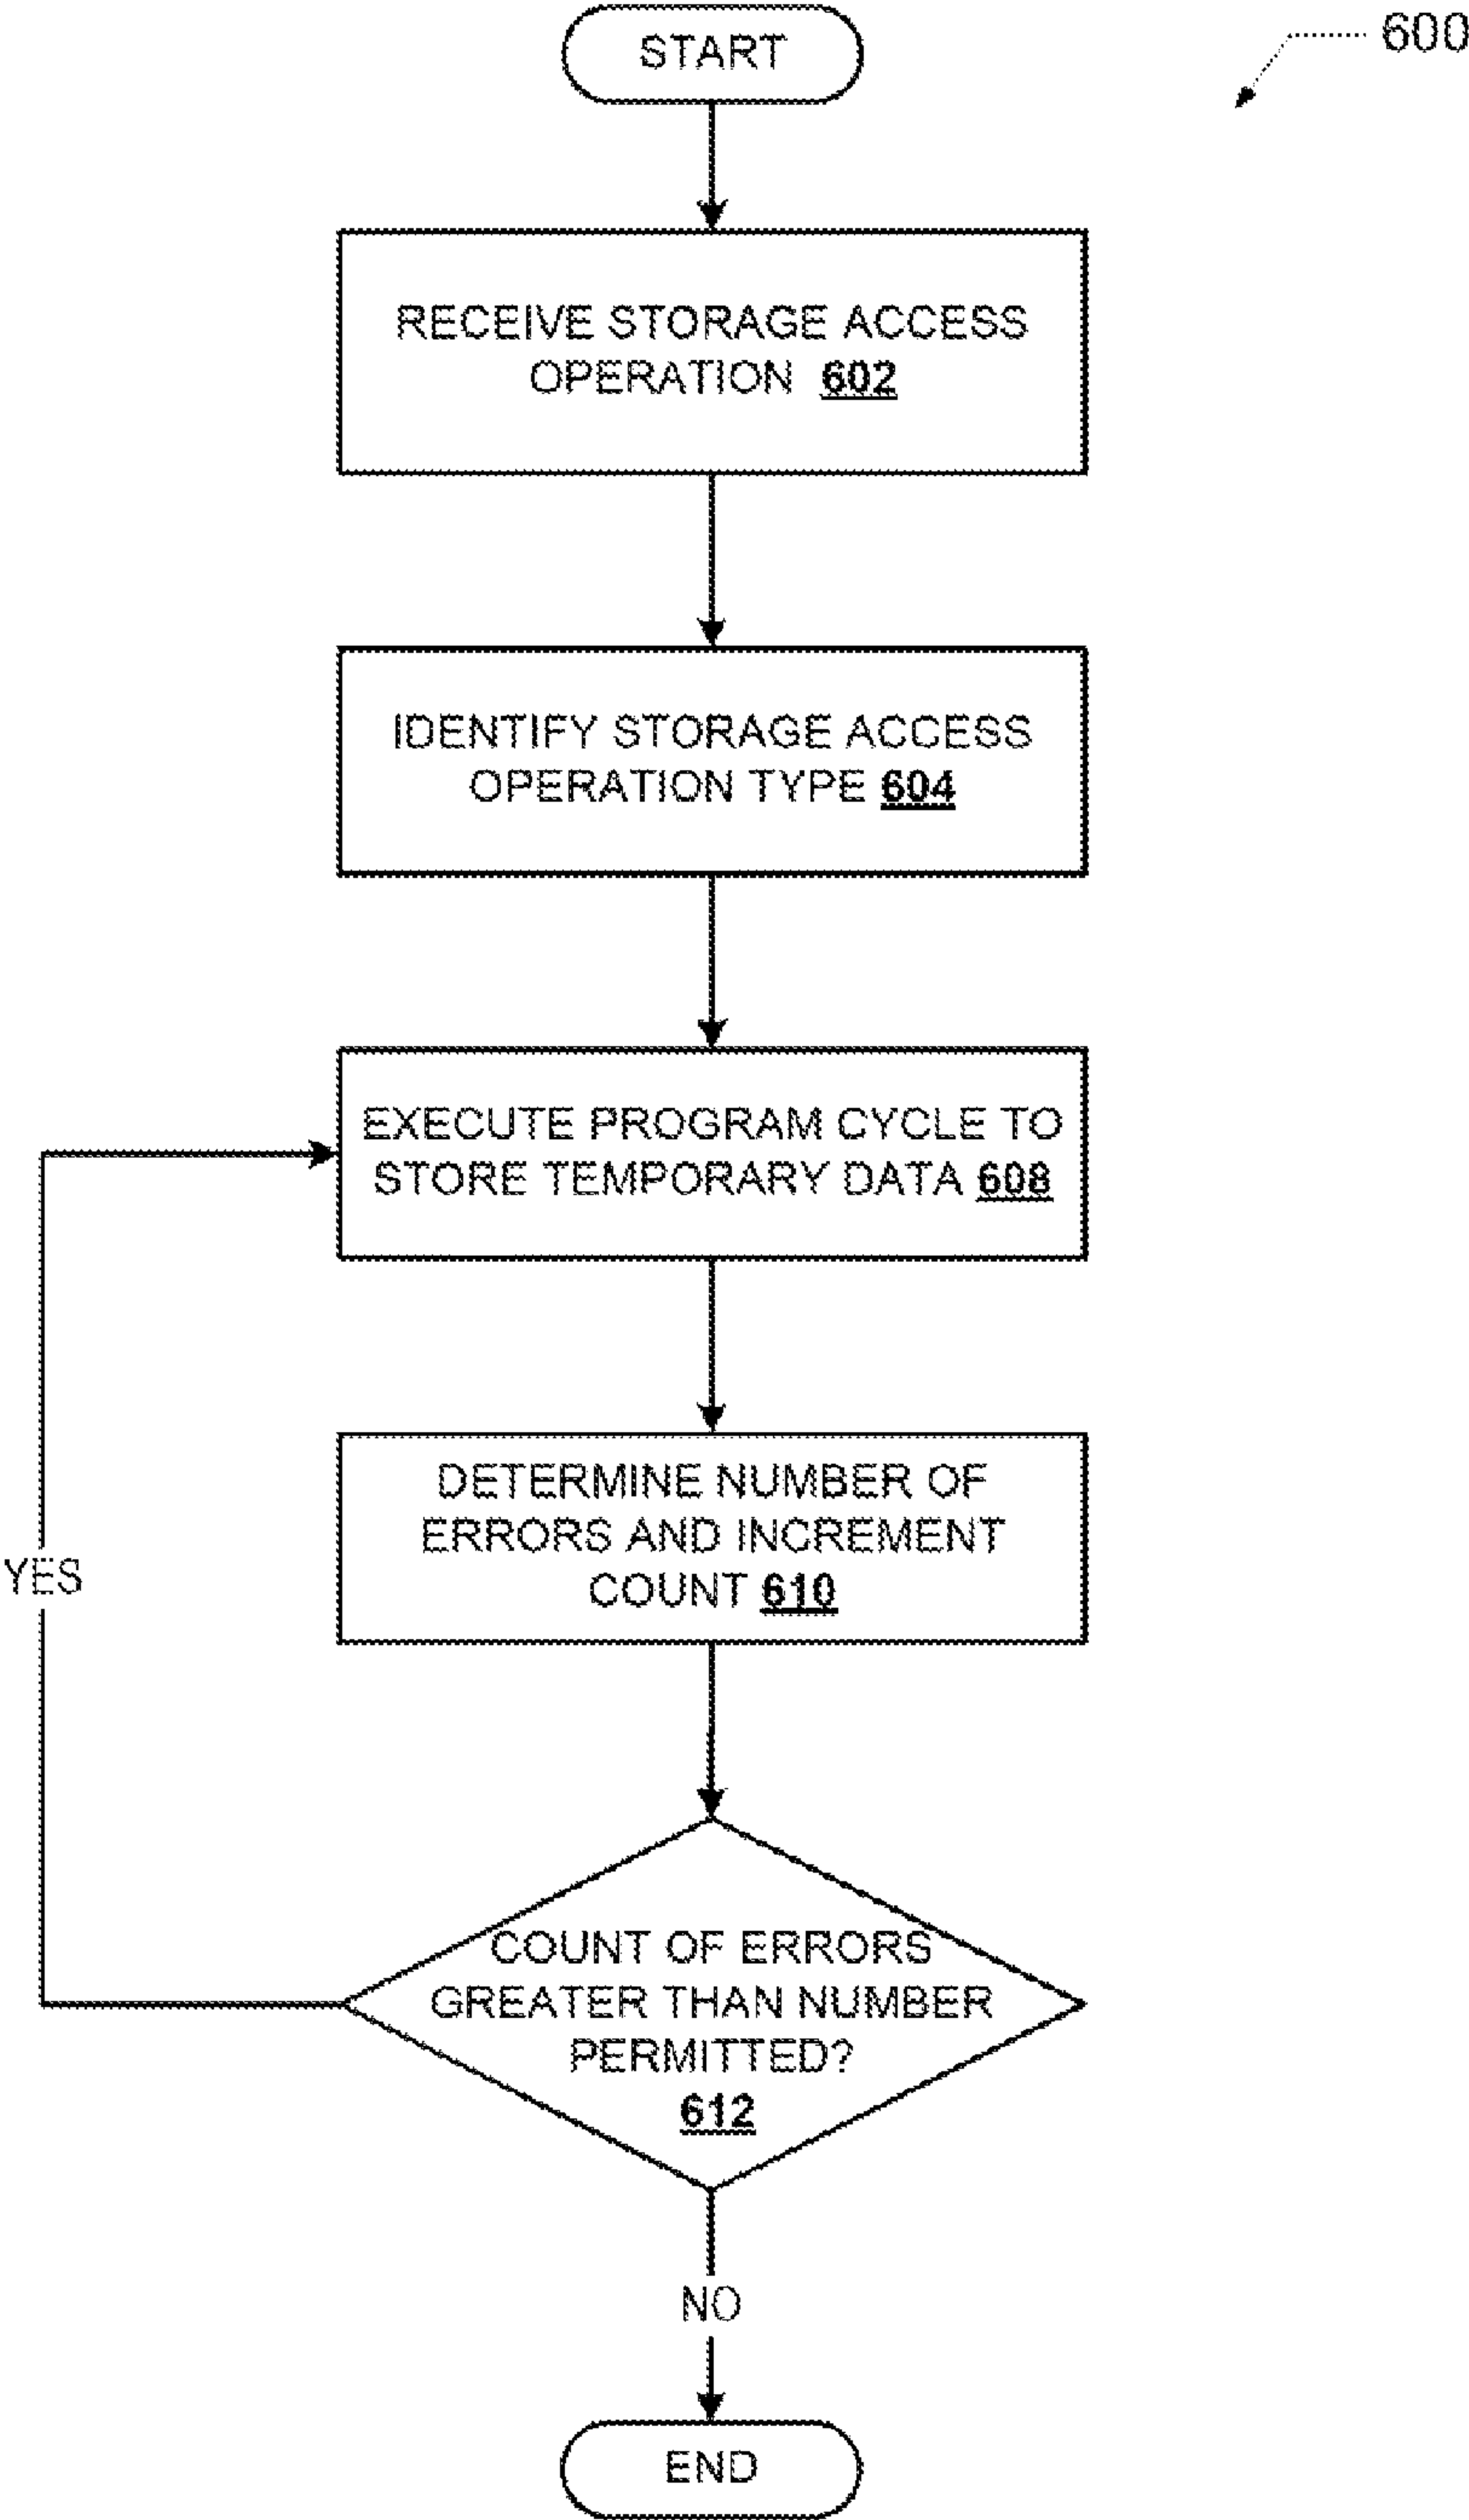 START
600
RECEIVE STORAGE ACCESS
OPERATION 602
IDENTIFY STORAGE ACCESS
OPERATION TYPE 604
EXECUTE PROGRAM CYCLE TO
STORE TEMPORARY DATA 608
DETERMINE NUMBER OF
ERRORS AND INCREMENT
COUNT 610
YES
COUNT OF ERRORS
GREATER THAN NUMBER
PERMITTED?
612
NO
END